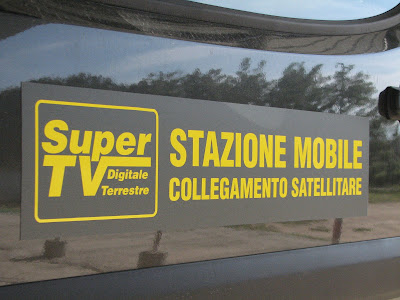 Super
TV Digitale
Terrestre
STAZIONE MOBILE
COLLEGAMENTO SATELLITARE